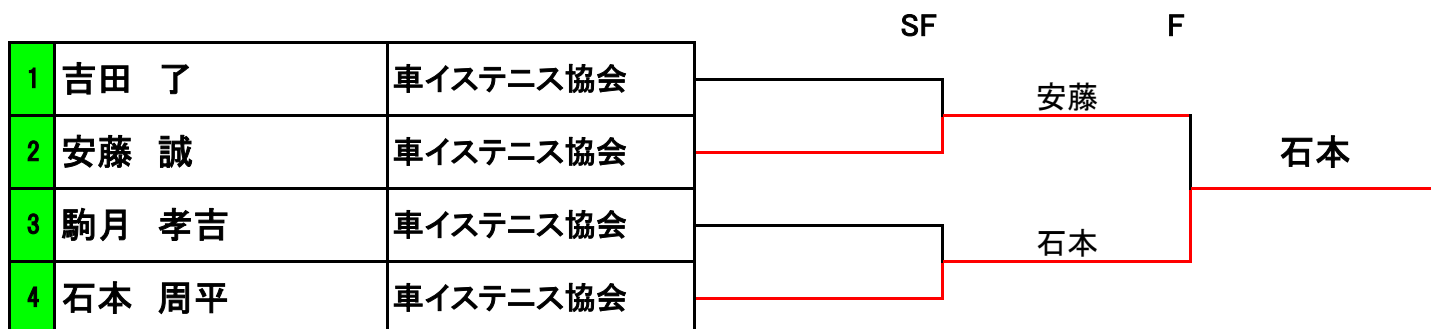 SF F
1 吉田 了 車イステニス協会
安藤
2 安藤 誠 車イステニス協会
石本
3 駒月 孝吉 車イステニス協会
石本
4 石本 周平 車イステニス協会